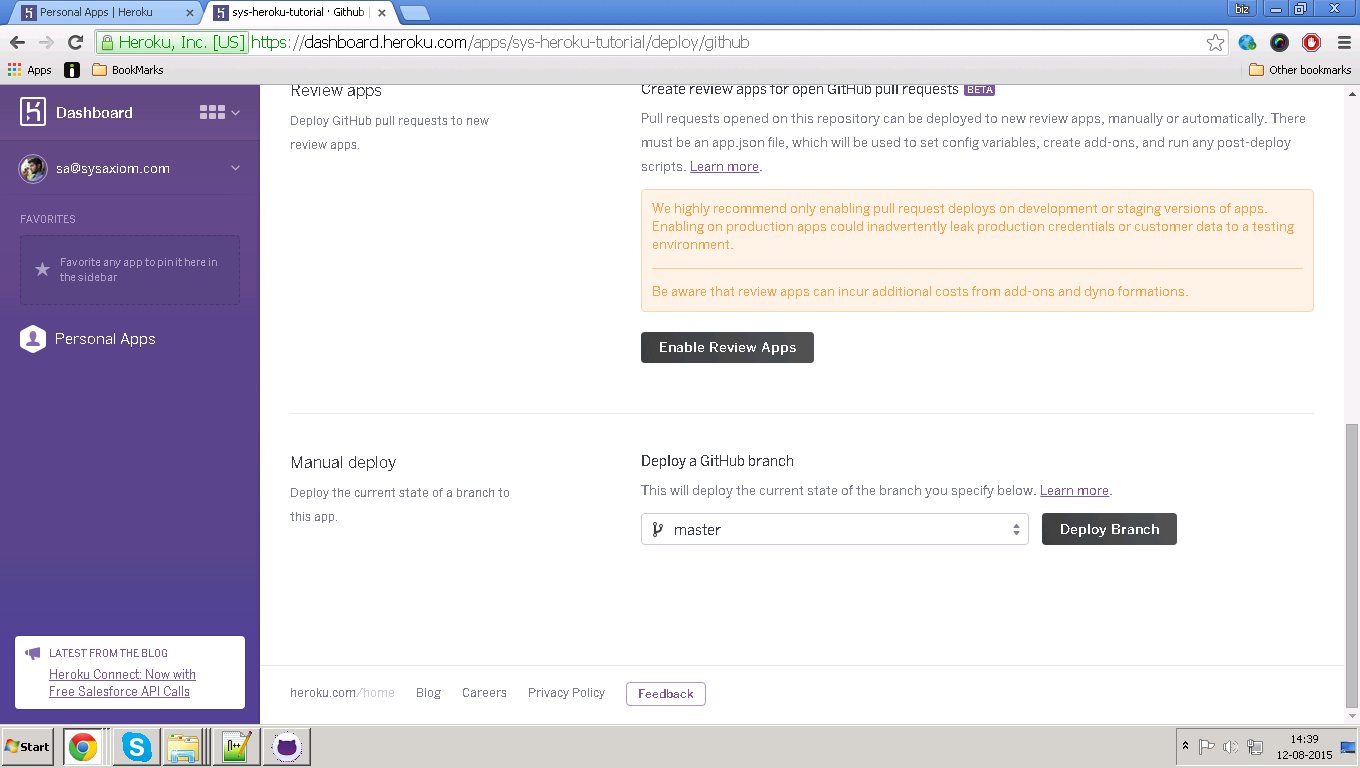 Personal Apps | Heroku
sys-heroku-tutorial · Github
biz
Heroku, Inc. [US] https://dashboard.heroku.com/apps/sys-heroku-tutorial/deploy/github
Apps
BookMarks
Other bookmarks
Dashboard
sa@sysaxiom.com
FAVORITES
Favorite any app to pin it here in
the sidebar
Personal Apps
LATEST FROM THE BLOG
Heroku Connect: Now with
Free Salesforce API Calls
Review apps
Deploy GitHub pull requests to new
review apps.
Create review apps for open GitHub pull requests BETA
Pull requests opened on this repository can be deployed to new review apps, manually or automatically. There
must be an app.json file, which will be used to set config variables, create add-ons, and run any post-deploy
scripts. Learn more.
We highly recommend only enabling pull request deploys on development or staging versions of apps.
Enabling on production apps could inadvertently leak production credentials or customer data to a testing
environment.
Be aware that review apps can incur additional costs from add-ons and dyno formations.
Enable Review Apps
Manual deploy
Deploy the current state of a branch to
this app.
Deploy a GitHub branch
This will deploy the current state of the branch you specify below. Learn more.
master
Deploy Branch
heroku.com/home
Blog
Careers
Privacy Policy
Feedback
Start
14:39
12-08-2015